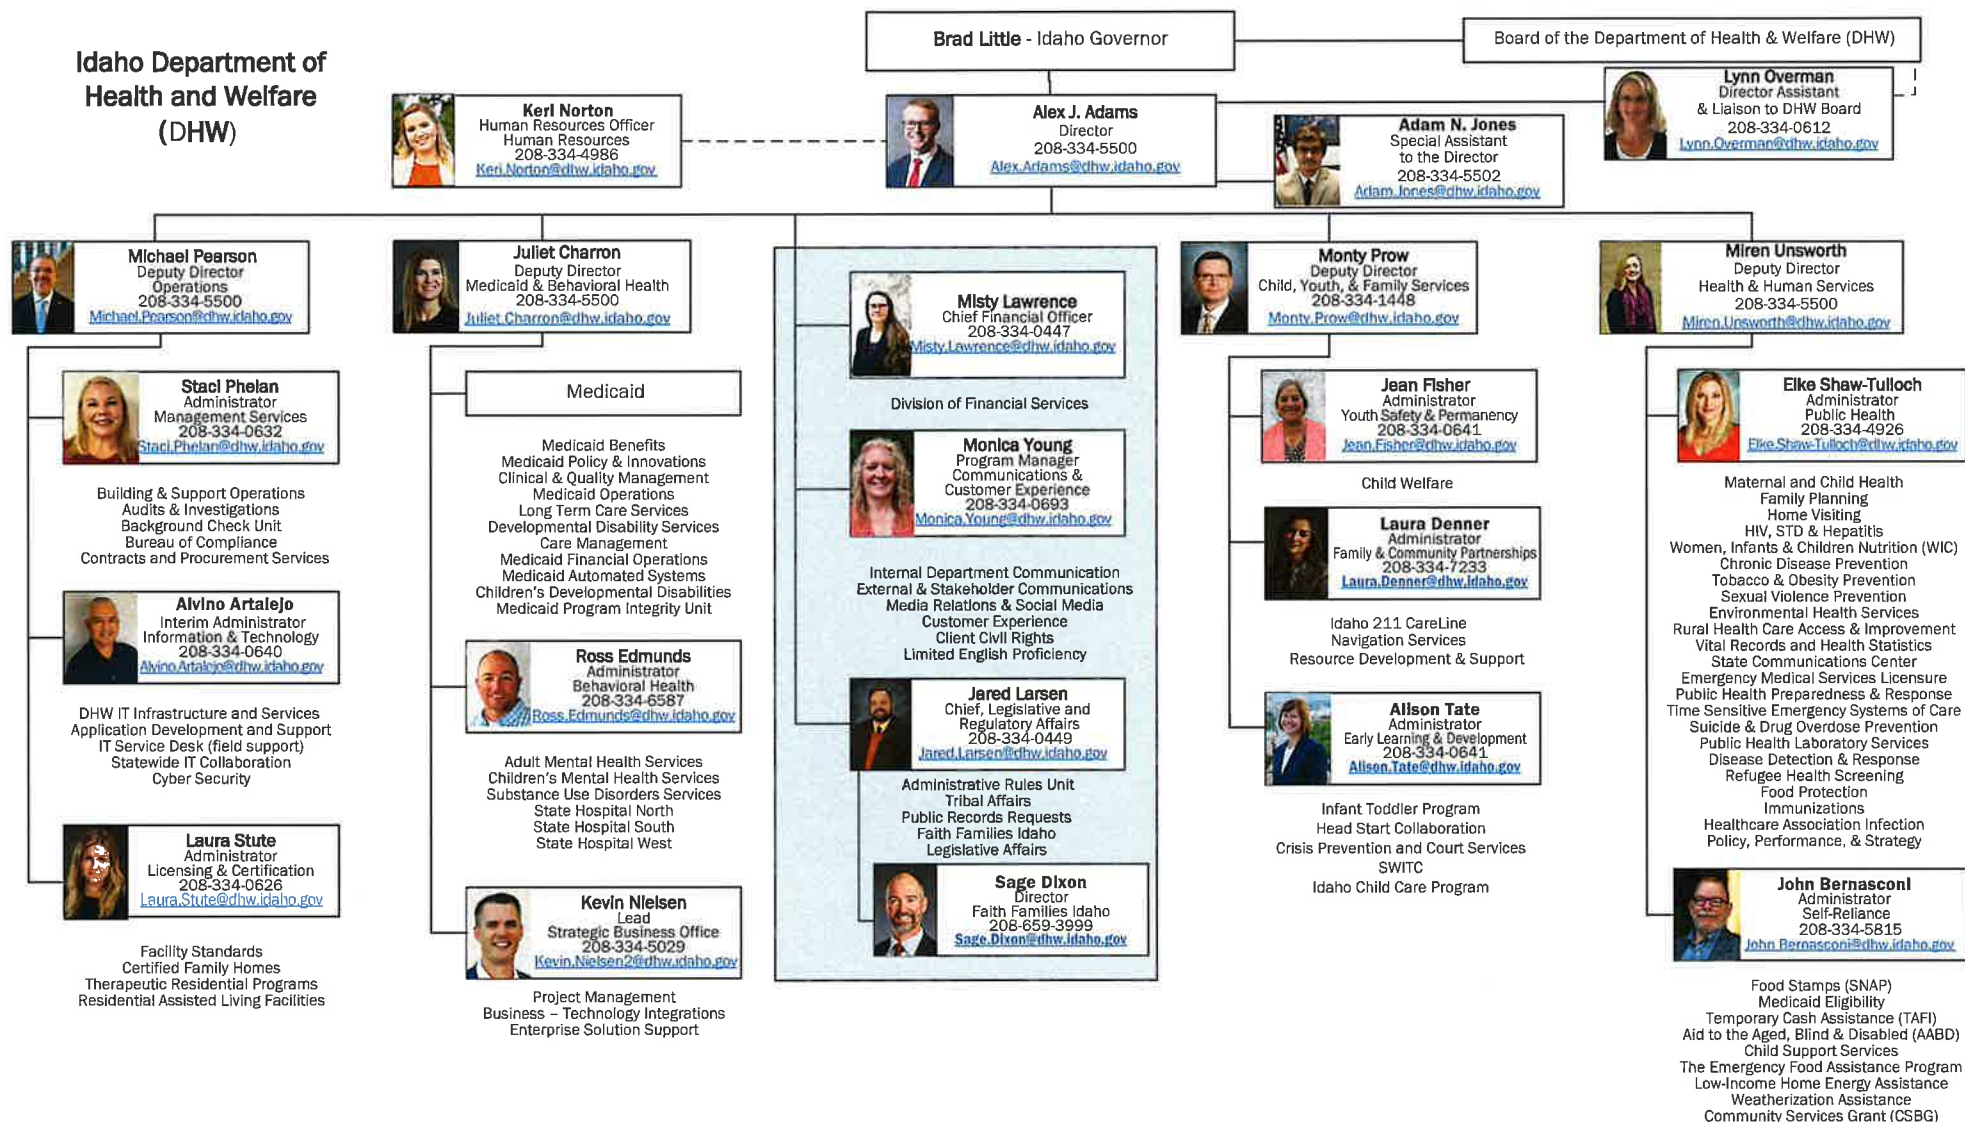 Idaho Department of
Health and Welfare
(DHW)
Brad Little - Idaho Governor
Board of the Department of Health & Welfare (DHW)
Keri Norton
Human Resources Officer
Human Resources
208-334-4986
Keri.Norton@dhw.idaho.gov
Alex J. Adams
Director
208-334-5500
Alex.Adams@dhw.idaho.gov
Adam N. Jones
Special Assistant
to the Director
208-334-5502
Adam.Jones@dhw.idaho.gov
Lynn Overman
Director Assistant
& Liaison to DHW Board
208-334-0612
Lynn.Overman@dhw.idaho.gov
Michael Pearson
Deputy Director
Operations
208-334-5500
Michael.Pearson@dhw.idaho.gov
Staci Phelan
Administrator
Management Services
208-334-0632
Staci.Phelan@dhw.idaho.gov
Building & Support Operations
Audits & Investigations
Background Check Unit
Bureau of Compliance
Contracts and Procurement Services
Alvino Artalejo
Interim Administrator
Information & Technology
208-334-0640
Alvino.Artalejo@dhw.idaho.gov
DHW IT Infrastructure and Services
Application Development and Support
IT Service Desk (field support)
Statewide IT Collaboration
Cyber Security
Laura Stute
Administrator
Licensing & Certification
208-334-0626
Laura.Stute@dhw.idaho.gov
Facility Standards
Certified Family Homes
Therapeutic Residential Programs
Residential Assisted Living Facilities
Juliet Charron
Deputy Director
Medicaid & Behavioral Health
208-334-5500
Juliet.Charron@dhw.idaho.gov
Medicaid
Medicaid Benefits
Medicaid Policy & Innovations
Clinical & Quality Management
Medicaid Operations
Long Term Care Services
Developmental Disability Services
Care Management
Medicaid Financial Operations
Medicaid Automated Systems
Children's Developmental Disabilities
Medicaid Program Integrity Unit
Ross Edmunds
Administrator
Behavioral Health
208-334-6587
Ross.Edmunds@dhw.idaho.gov
Adult Mental Health Services
Children's Mental Health Services
Substance Use Disorders Services
State Hospital North
State Hospital South
State Hospital West
Kevin Nielsen
Lead
Strategic Business Office
208-334-5029
Kevin.Nielsen2@dhw.idaho.gov
Project Management
Business – Technology Integrations
Enterprise Solution Support
Misty Lawrence
Chief Financial Officer
208-334-0447
Misty.Lawrence@dhw.idaho.gov
Division of Financial Services
Monica Young
Program Manager
Communications &
Customer Experience
208-334-0693
Monica.Young@dhw.idaho.gov
Internal Department Communication
External & Stakeholder Communications
Media Relations & Social Media
Customer Experience
Client Civil Rights
Limited English Proficiency
Jared Larsen
Chief, Legislative and
Regulatory Affairs
208-334-0449
Jared.Larsen@dhw.idaho.gov
Administrative Rules Unit
Tribal Affairs
Public Records Requests
Faith Families Idaho
Legislative Affairs
Sage Dixon
Director
Faith Families Idaho
208-659-3999
Sage.Dixon@dhw.idaho.gov
Monty Prow
Deputy Director
Child, Youth, & Family Services
208-334-1448
Monty.Prow@dhw.idaho.gov
Jean Fisher
Administrator
Youth Safety & Permanency
208-334-0641
Jean.Fisher@dhw.idaho.gov
Child Welfare
Laura Denner
Administrator
Family & Community Partnerships
208-334-7233
Laura.Denner@dhw.idaho.gov
Idaho 211 CareLine
Navigation Services
Resource Development & Support
Alison Tate
Administrator
Early Learning & Development
208-334-0641
Alison.Tate@dhw.idaho.gov
Infant Toddler Program
Head Start Collaboration
Crisis Prevention and Court Services
SWITC
Idaho Child Care Program
Miren Unsworth
Deputy Director
Health & Human Services
208-334-5500
Miren.Unsworth@dhw.idaho.gov
Elke Shaw-Tulloch
Administrator
Public Health
208-334-4926
Elke.Shaw-Tulloch@dhw.idaho.gov
Maternal and Child Health
Family Planning
Home Visiting
HIV, STD & Hepatitis
Women, Infants & Children Nutrition (WIC)
Chronic Disease Prevention
Tobacco & Obesity Prevention
Sexual Violence Prevention
Environmental Health Services
Rural Health Care Access & Improvement
Vital Records and Health Statistics
State Communications Center
Emergency Medical Services Licensure
Public Health Preparedness & Response
Time Sensitive Emergency Systems of Care
Suicide & Drug Overdose Prevention
Public Health Laboratory Services
Disease Detection & Response
Refugee Health Screening
Food Protection
Immunizations
Healthcare Association Infection
Policy, Performance, & Strategy
John Bernasconi
Administrator
Self-Reliance
208-334-5815
John.Bernasconi@dhw.idaho.gov
Food Stamps (SNAP)
Medicaid Eligibility
Temporary Cash Assistance (TAFI)
Aid to the Aged, Blind & Disabled (AABD)
Child Support Services
The Emergency Food Assistance Program
Low-Income Home Energy Assistance
Weatherization Assistance
Community Services Grant (CSBG)